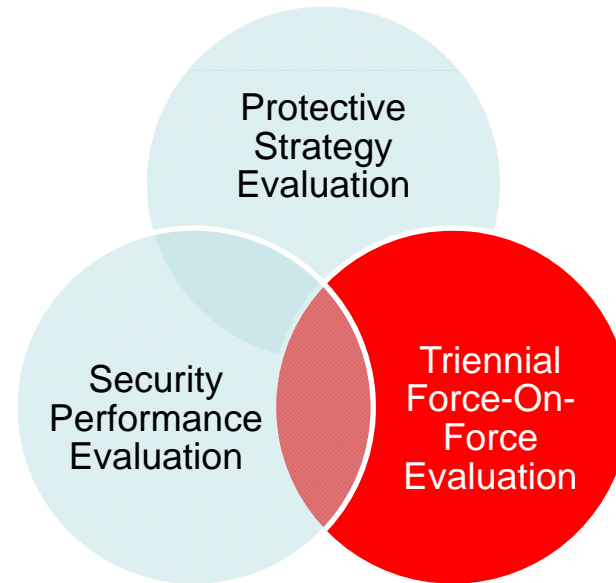 Protective
Strategy
Evaluation
Security
Performance
Evaluation
Triennial
Force-On-
Force
Evaluation